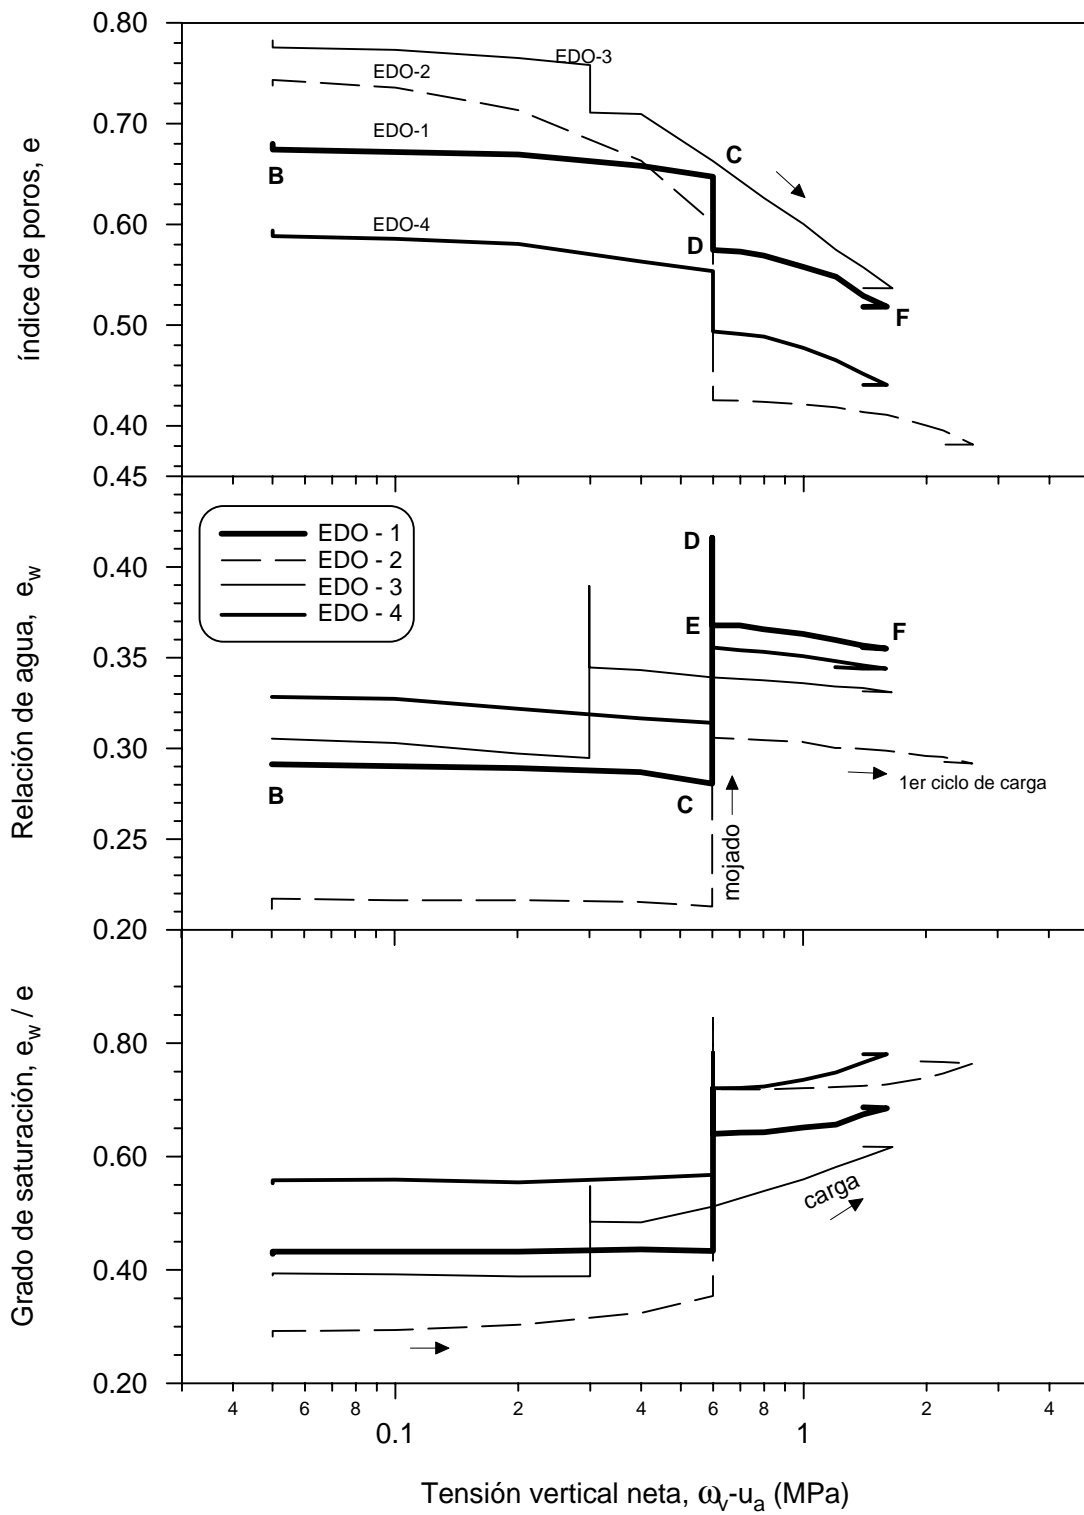 0.80
0.70
0.60
0.50
0.40
índice de poros, e
EDO-3
EDO-2
EDO-1
EDO-4
B
C
D
F
0.45
0.40
0.35
0.30
0.25
0.20
Relación de agua, e_w
EDO - 1
EDO - 2
EDO - 3
EDO - 4
D
E
F
B
C
mojado
1er ciclo de carga
0.80
0.60
0.40
0.20
Grado de saturación, e_w / e
carga
4 6 8 2 4 6 8 2 4
0.1 1
Tensión vertical neta, ω_v-u_a (MPa)